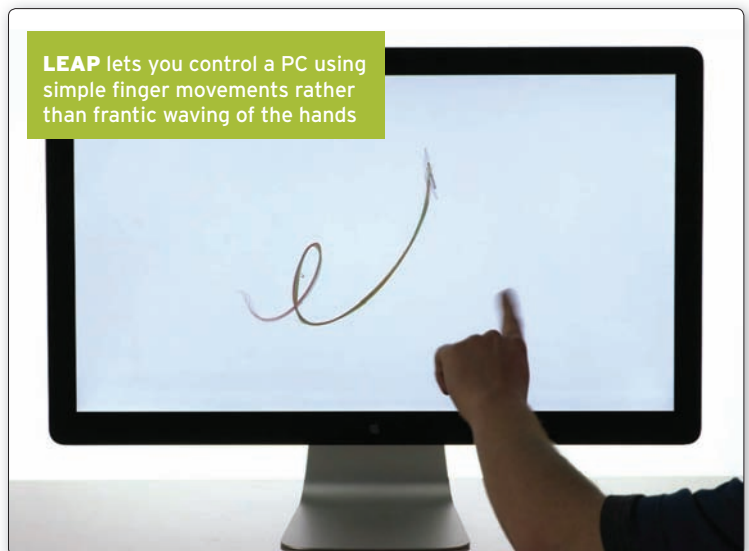 LEAP lets you control a PC using
simple finger movements rather
than frantic waving of the hands